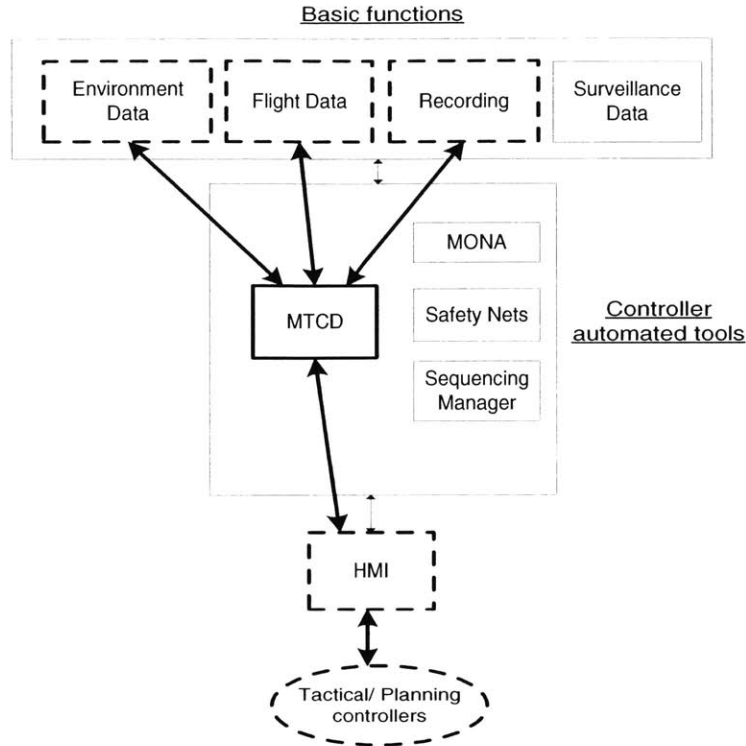 Basic functions
Environment
Data
Flight Data
Recording
Surveillance
Data
MTCD
MONA
Safety Nets
Sequencing
Manager
Controller
automated tools
HMI
Tactical/ Planning
controllers